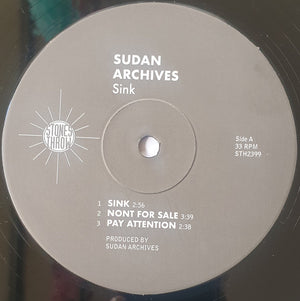 SUDAN
ARCHIVES
Sink
STONES
THROW
Side A
33 RPM
STH2399
1 SINK 2:56
2 NONT FOR SALE 3:39
3 PAY ATTENTION 2:38
PRODUCED BY
SUDAN ARCHIVES